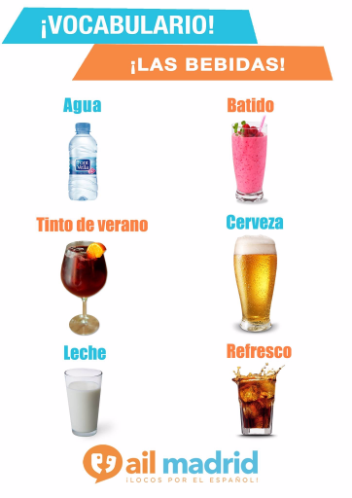 ¡VOCABULARIO!
¡LAS BEBIDAS!
Agua
Batido
Tinto de verano
Cerveza
Leche
Refresco
ail madrid
¡LOCOS POR EL ESPAÑOL!